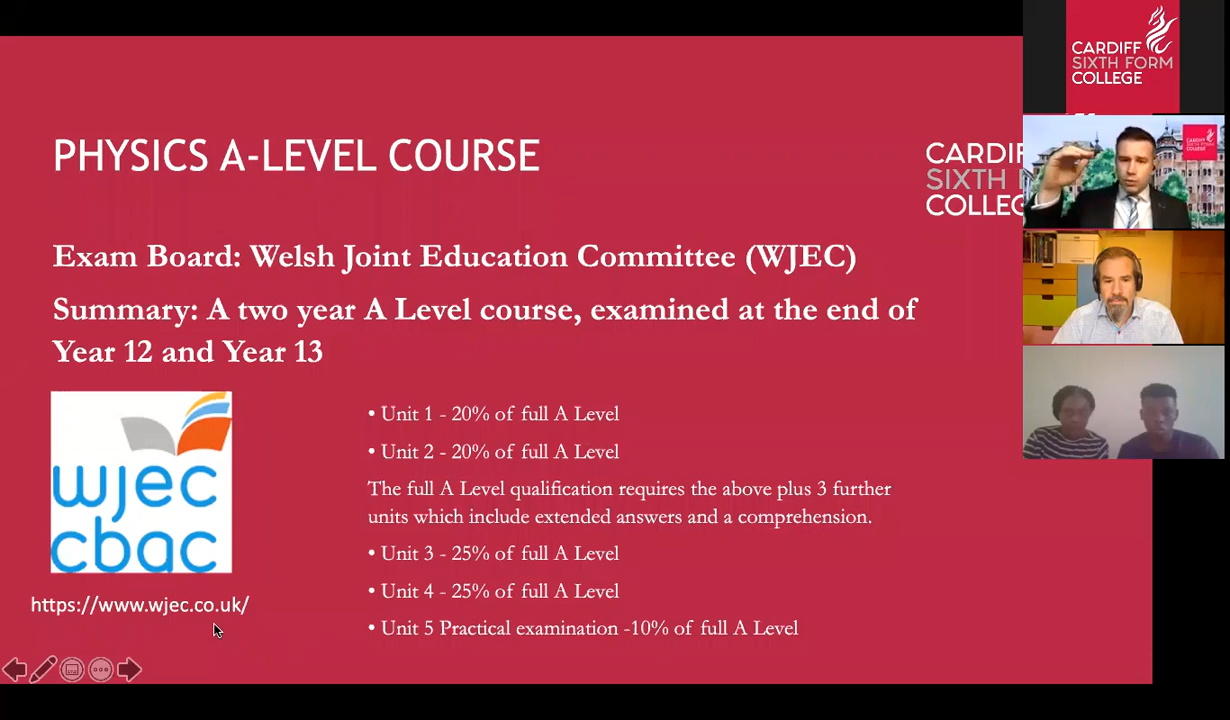 CARDIFF
SIXTH FORM
COLLEGE
PHYSICS A-LEVEL COURSE
CARDIFF
SIXTH
COLLEGE
Exam Board: Welsh Joint Education Committee (WJEC)
Summary: A two year A Level course, examined at the end of
Year 12 and Year 13
wjec
cbac
https://www.wjec.co.uk/
• Unit 1 - 20% of full A Level
• Unit 2 - 20% of full A Level
The full A Level qualification requires the above plus 3 further
units which include extended answers and a comprehension.
• Unit 3 - 25% of full A Level
• Unit 4 - 25% of full A Level
• Unit 5 Practical examination -10% of full A Level